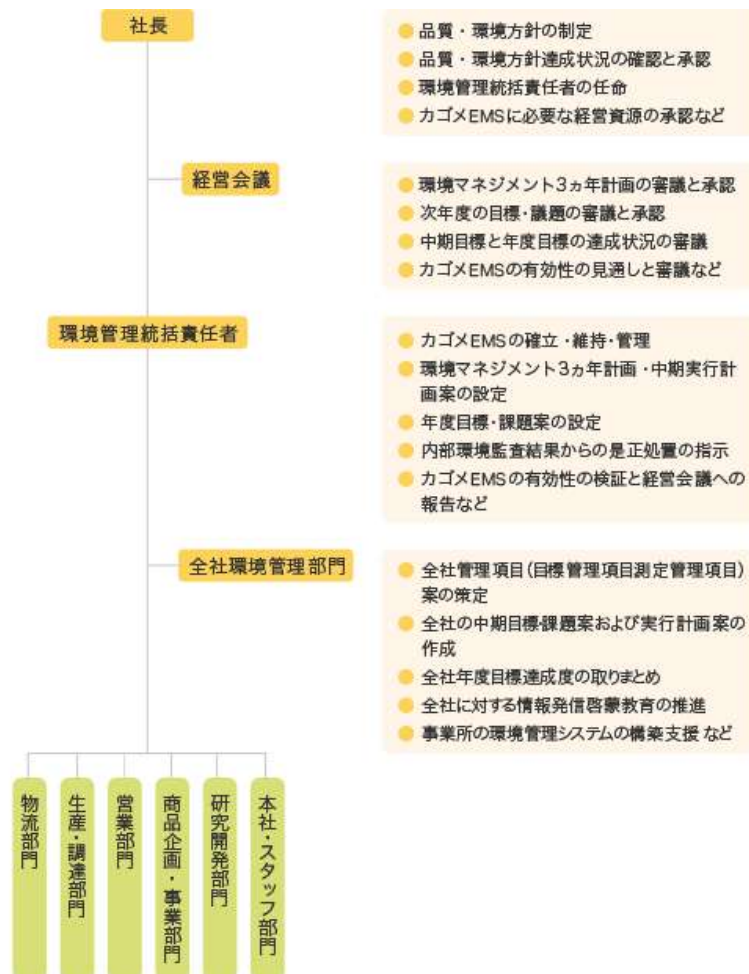 社長
● 品質・環境方針の制定
● 品質・環境方針達成状況の確認と承認
● 環境管理統括責任者の任命
● カゴメEMSに必要な経営資源の承認など
経営会議
● 環境マネジメント3ヵ年計画の審議と承認
● 次年度の目標・議題の審議と承認
● 中期目標と年度目標の達成状況の審議
● カゴメEMSの有効性の見通しと審議など
環境管理統括責任者
● カゴメEMSの確立・維持・管理
● 環境マネジメント3ヵ年計画・中期実行計
画案の設定
● 年度目標・課題案の設定
● 内部環境監査結果からの是正処置の指示
● カゴメEMSの有効性の検証と経営会議への
報告など
全社環境管理部門
● 全社管理項目(目標管理項目測定管理項目)
案の策定
● 全社の中期目標・課題案および実行計画案の
作成
● 全社年度目標達成度の取りまとめ
● 全社に対する情報発信啓蒙教育の推進
● 事業所の環境管理システムの構築支援 など
物流部門
生産・調達部門
営業部門
商品企画・事業部門
研究開発部門
本社・スタッフ部門